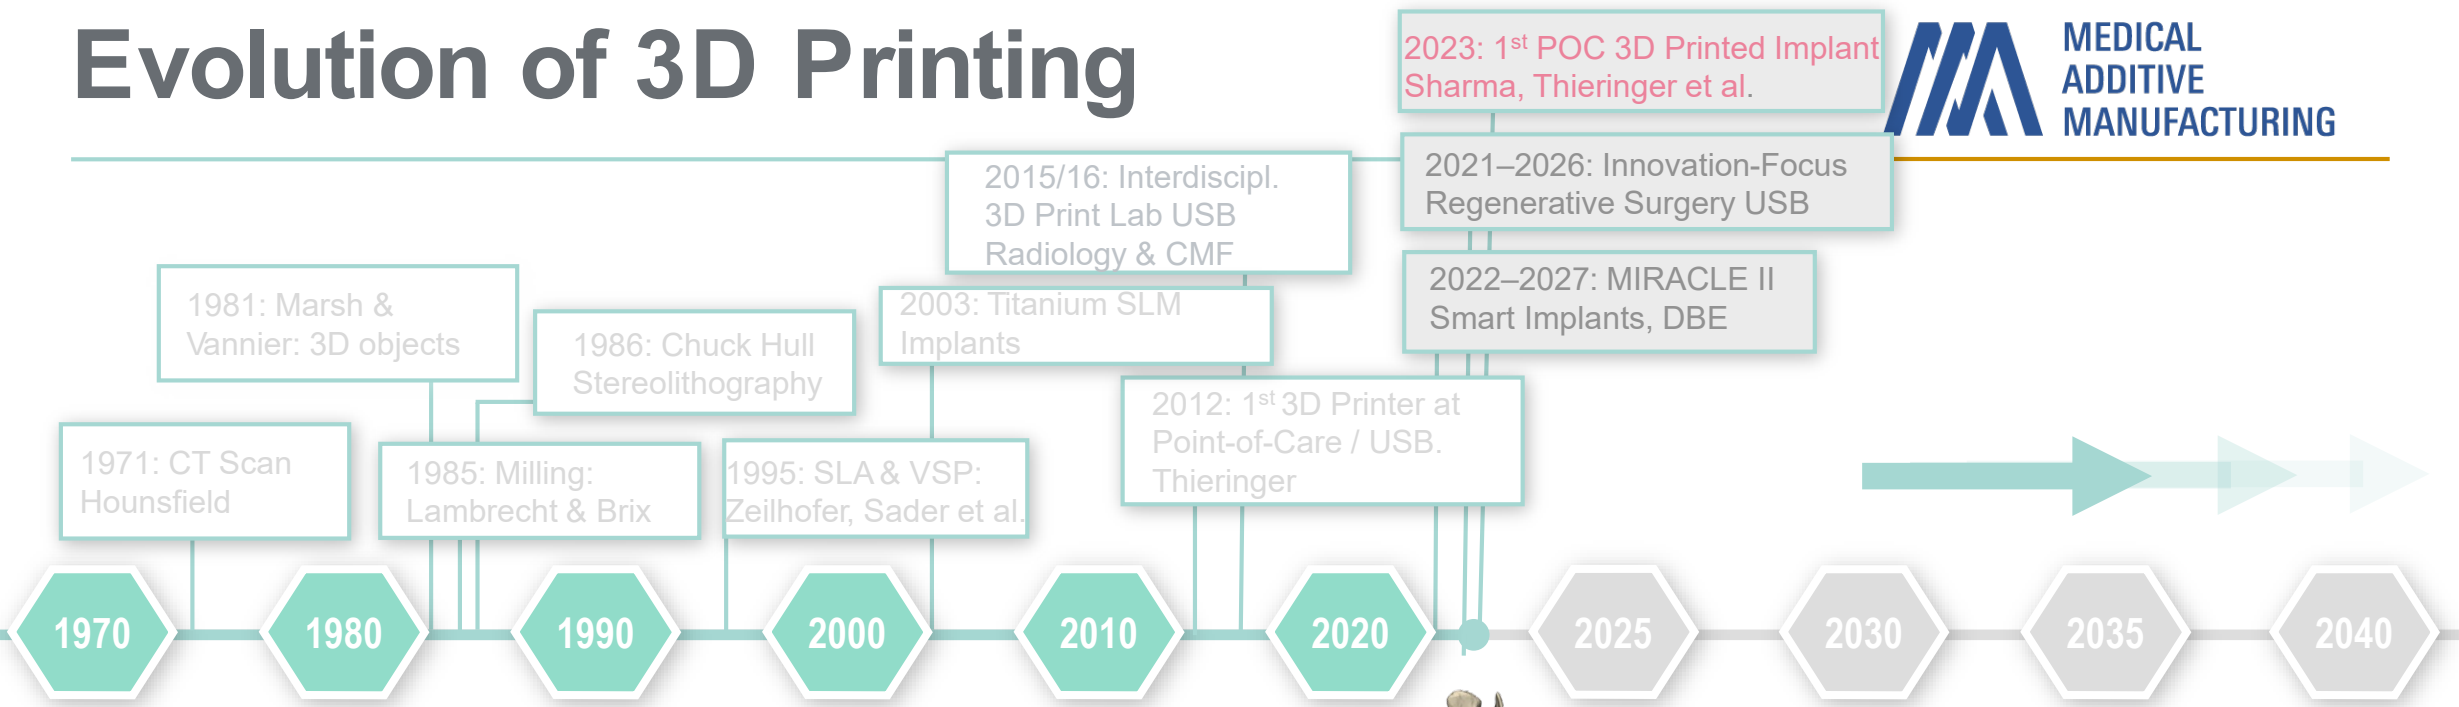 Evolution of 3D Printing
MEDICAL
ADDITIVE
MANUFACTURING
2023: 1st POC 3D Printed Implant
Sharma, Thieringer et al.
2021–2026: Innovation-Focus
Regenerative Surgery USB
2022–2027: MIRACLE II
Smart Implants, DBE
2015/16: Interdiscipl.
3D Print Lab USB
Radiology & CMF
1981: Marsh &
Vannier: 3D objects
1986: Chuck Hull
Stereolithography
2003: Titanium SLM
Implants
2012: 1st 3D Printer at
Point-of-Care / USB.
Thieringer
1971: CT Scan
Hounsfield
1985: Milling:
Lambrecht & Brix
1995: SLA & VSP:
Zeilhofer, Sader et al.
1970
1980
1990
2000
2010
2020
2025
2030
2035
2040